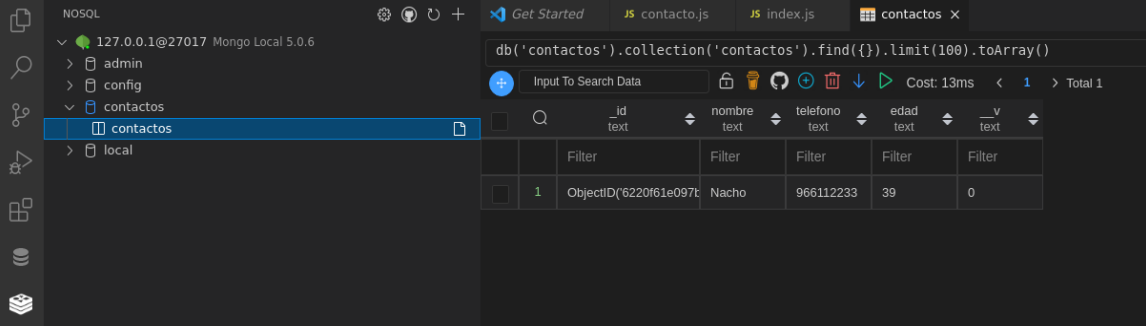 NOSQL
127.0.0.1@27017 Mongo Local 5.0.6
admin
config
contactos
contactos
local
Get Started
JS contacto.js
JS index.js
contactos
db('contactos').collection('contactos').find({}).limit(100).toArray()
Input To Search Data
Cost: 13ms
1
Total 1
_id nombre telefono edad __v
text text text text text
Filter Filter Filter Filter Filter
1 ObjectID('6220f61e097b Nacho 966112233 39 0